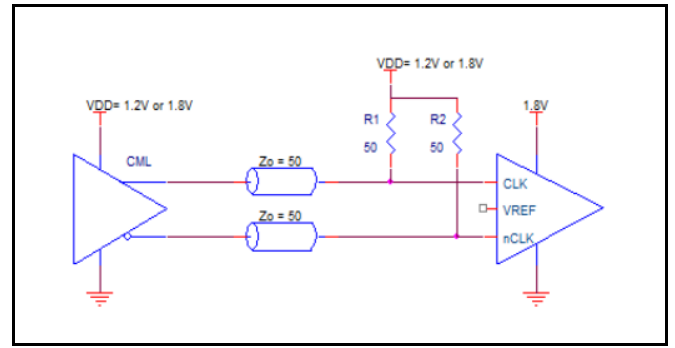 VDD= 1.2V or 1.8V
VDD= 1.2V or 1.8V
1.8V
R1
R2
50
50
CML
Zo = 50
CLK
VREF
Zo = 50
nCLK